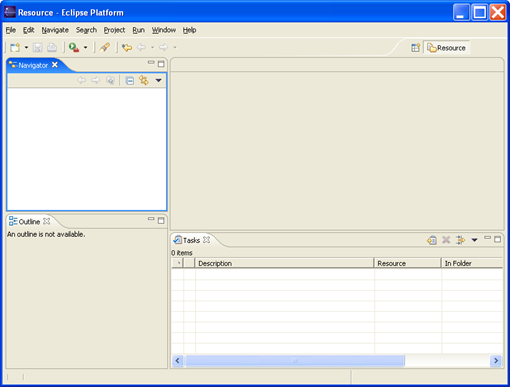 Resource - Eclipse Platform
File Edit Navigate Search Project Run Window Help
Resource
Navigator
Outline
An outline is not available.
Tasks
0 items
! Description Resource In Folder